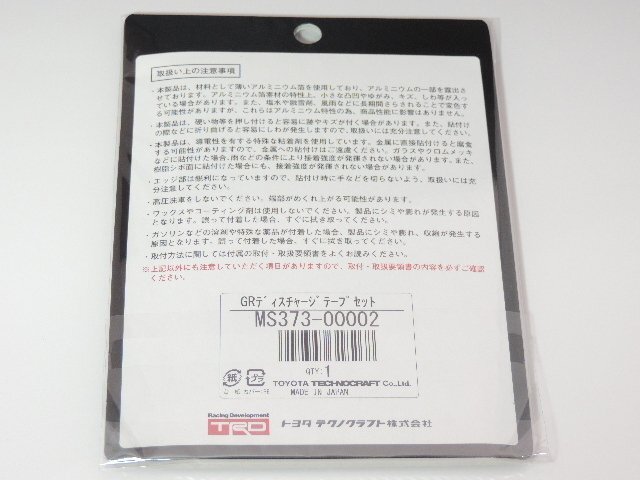 取扱い上の注意事項
・本製品は、材料として薄いアルミニウム箔を使用しており、アルミニウムの一部を露出さ
せております。アルミニウム箔素材の特性上、小さな凸凹やゆがみ、キズ、しわ等が入っ
ている場合があります。また、塩水や融雪剤、風雨などに長期間さらされることで変色す
る可能性がありますが、これらはアルミ特性の為、商品性能に影響はありません。
・本製品は、硬い物等を押し付けると容易に跡やキズが付く場合があります。また、貼付け
の際などに折り曲げると容易にしわが発生しますので、取扱いには充分注意してください。
・本製品は、導電性を有する特殊な粘着剤を使用しています。金属に直接貼付けると腐食
する可能性がありますので、金属への貼付けはご遠慮ください。ガラスやクロムメッキ
などに貼付けた場合、雨などの条件により接着強度が発揮されない場合があります。また、
樹脂シボ面に貼付けた場合にも、接着強度が発揮されない場合があります。
・エッジ部は鋭利になっていますので、貼付け時に手などを切らないよう、取扱いには充
分注意してください。
・高圧洗車をしないでください。端部がめくれ上がる可能性があります。
・ワックスやコーティング剤は使用しないでください。製品にシミや膨れが発生する原因
となります。誤って付着した場合、すぐに拭き取ってください。
・ガソリンなどの溶剤や特殊な薬品が付着した場合、製品にシミや膨れ、収縮が発生する
原因となります。誤って付着した場合、すぐに拭き取ってください。
・取付方法に関しては付属の取付・取扱要領書をよくお読みください。
※上記以外にも注意していただく項目がありますので、取付・取扱要領書の内容を必ずご確認
ください。
GRディスチャージテープセット
MS373-00002
QTY: 1
紙 プラ
TOYOTA TECHNOCRAFT Co.,Ltd.
MADE IN JAPAN
Racing Development
TRD トヨタ テクノクラフト株式会社